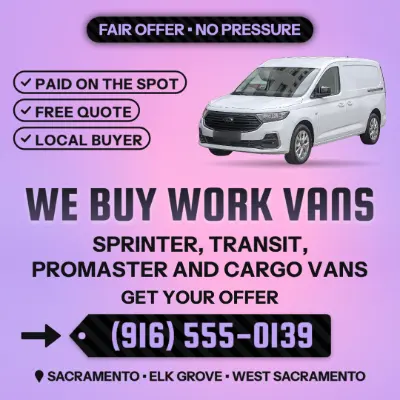 FAIR OFFER • NO PRESSURE
PAID ON THE SPOT
FREE QUOTE
LOCAL BUYER
WE BUY WORK VANS
SPRINTER, TRANSIT,
PROMASTER AND CARGO VANS
GET YOUR OFFER
(916) 555-0139
SACRAMENTO • ELK GROVE • WEST SACRAMENTO